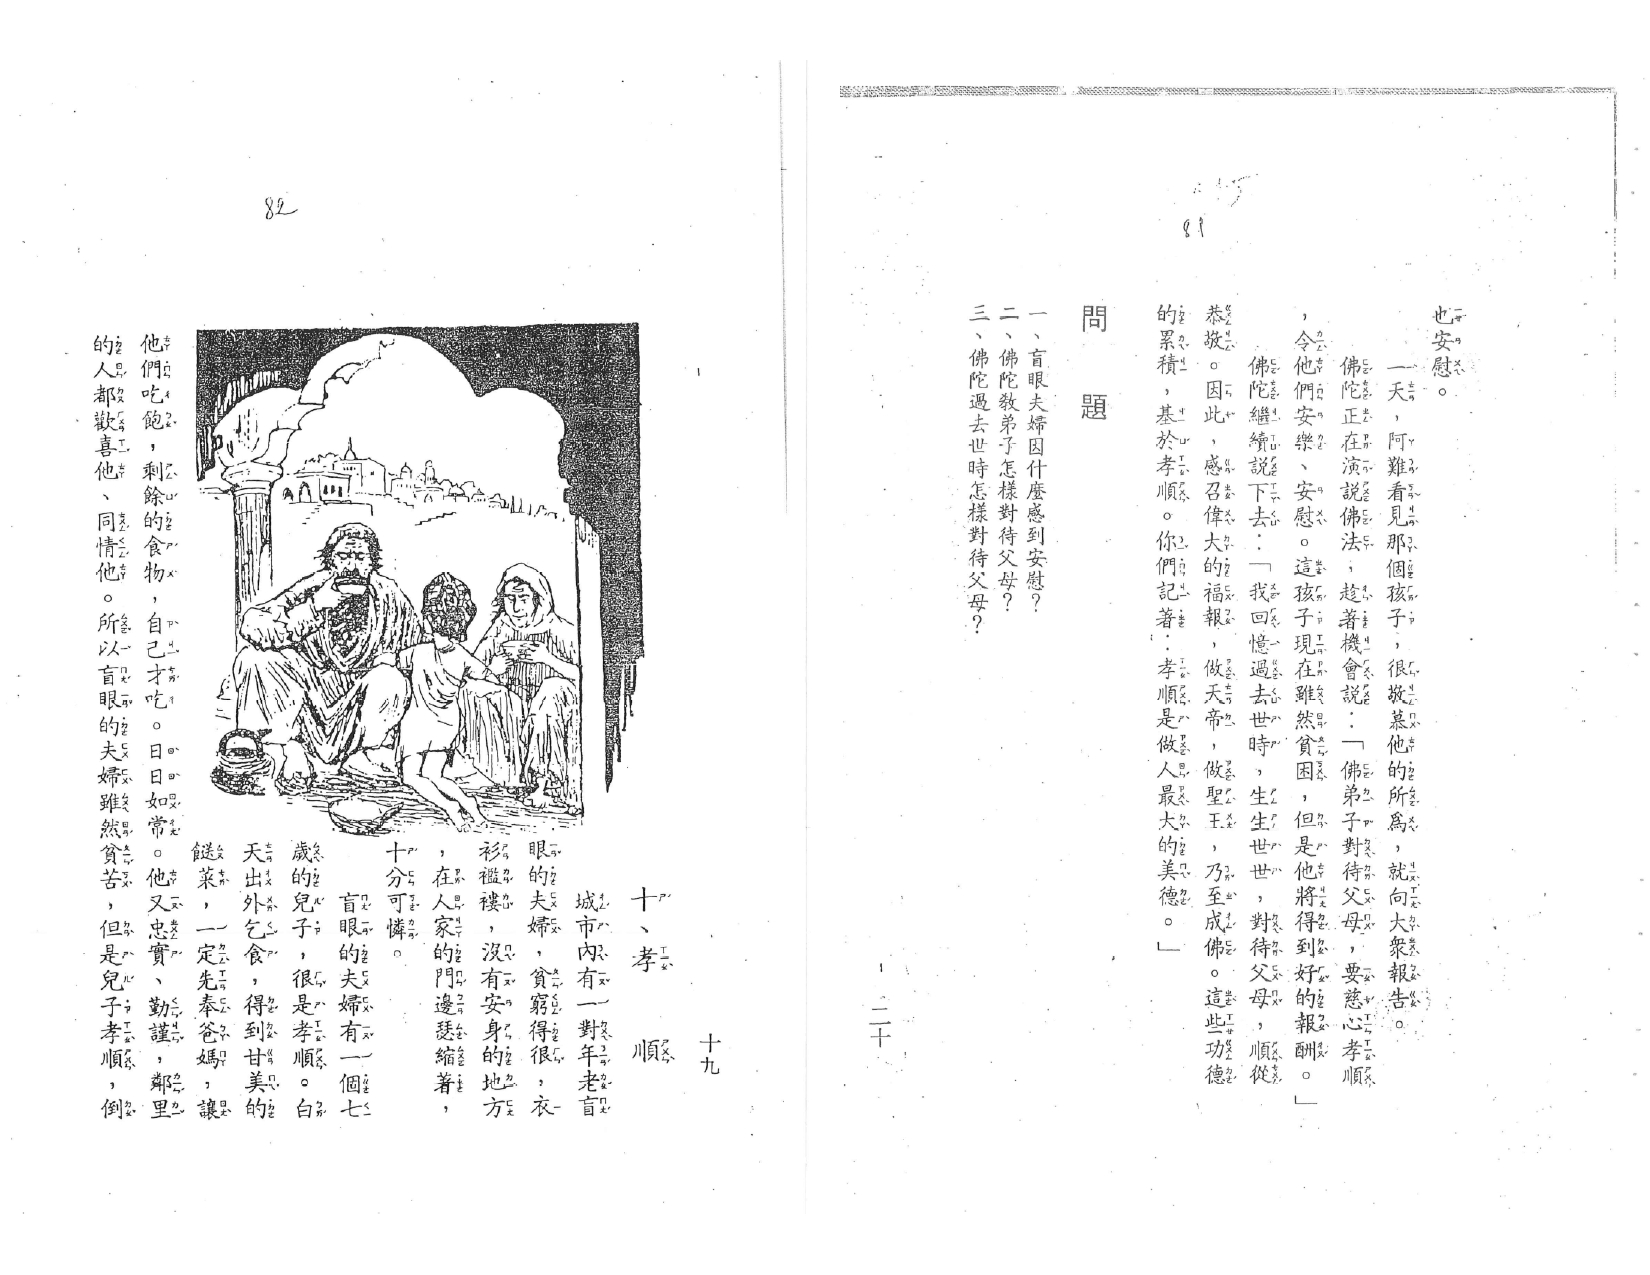 82
十九
十、孝　順
城市內有一對年老盲
眼的夫婦，貧窮得很，衣
衫襤褸，沒有安身的地方
，在人家的門邊瑟縮著，
十分可憐。
盲眼的夫婦有一個七
歲的兒子，很是孝順。白
天出外乞食，得到甘美的
餸菜，一定先奉爸媽，讓
他們吃飽，剩餘的食物，自己才吃。日日如常。他又忠實、勤謹，鄰里
的人都歡喜他、同情他。所以盲眼的夫婦雖然貧苦，但是兒子孝順，倒
81
也安慰。
一天，阿難看見那個孩子，很敬慕他的所為，就向大衆報告。
佛陀正在演說佛法，趁著機會說：「佛弟子對待父母，要慈心孝順
，令他們安樂、安慰。這孩子現在雖然貧困，但是他將得到好的報酬。」
佛陀繼續說下去：「我回憶過去世時，生生世世，對待父母，順從
恭敬。因此，感召偉大的福報，做天帝，做聖王，乃至成佛。這些功德
的累積，基於孝順。你們記著：孝順是做人最大的美德。」
問　題
一、盲眼夫婦因什麼感到安慰？
二、佛陀教弟子怎樣對待父母？
三、佛陀過去世時怎樣對待父母？
二十